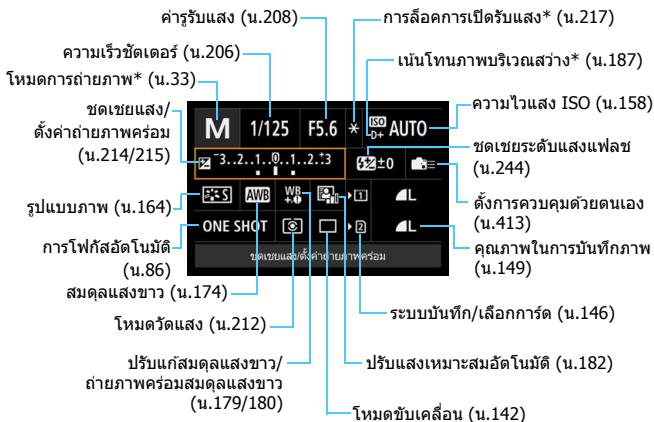 ค่ารูรับแสง (น.208)
การล็อคการเปิดรับแสง* (น.217)
ความเร็วชัตเตอร์ (น.206)
เน้นโทนภาพบริเวณสว่าง* (น.187)
โหมดการถ่ายภาพ* (น.33)
ความไวแสง ISO (น.158)
ชดเชยแสง/
ตั้งค่าถ่ายภาพคร่อม
(น.214/215)
M 1/125 F5.6 * ISO D+ AUTO
-3..2..1..0..1..2.+3 ±0
ชดเชยระดับแสงแฟลช
(น.244)
ตั้งการควบคุมด้วยตนเอง
(น.413)
S AWB WB +/- 1 L
รูปแบบภาพ (น.164)
ONE SHOT 2 L
การโฟกัสอัตโนมัติ
(น.86)
คุณภาพในการบันทึกภาพ
(น.149)
ชดเชยแสง/ตั้งค่าถ่ายภาพคร่อม
สมดุลแสงขาว (น.174)
ระบบบันทึก/เลือกการ์ด (น.146)
โหมดวัดแสง (น.212)
ปรับแก้สมดุลแสงขาว/
ถ่ายภาพคร่อมสมดุลแสงขาว
(น.179/180)
ปรับแสงเหมาะสมอัตโนมัติ (น.182)
โหมดขับเคลื่อน (น.142)